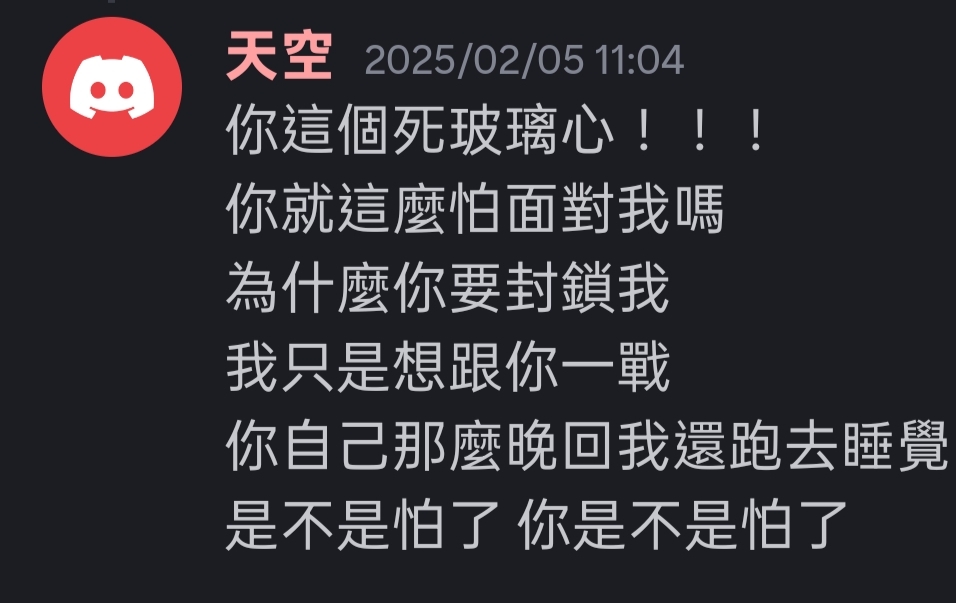 天空 2025/02/05 11:04
你這個死玻璃心！！！
你就這麼怕面對我嗎
為什麼你要封鎖我
我只是想跟你一戰
你自己那麼晚回我還跑去睡覺
是不是怕了 你是不是怕了